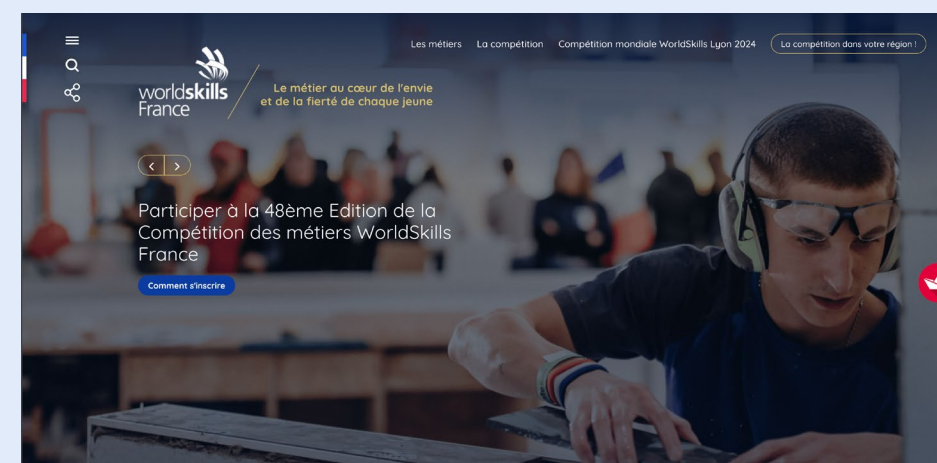 Les métiers La compétition Compétition mondiale WorldSkills Lyon 2024 La compétition dans votre région !
worldskills
France
Le métier au cœur de l'envie
et de la fierté de chaque jeune
Participer à la 48ème Edition de la
Compétition des métiers WorldSkills
France
Comment s'inscrire